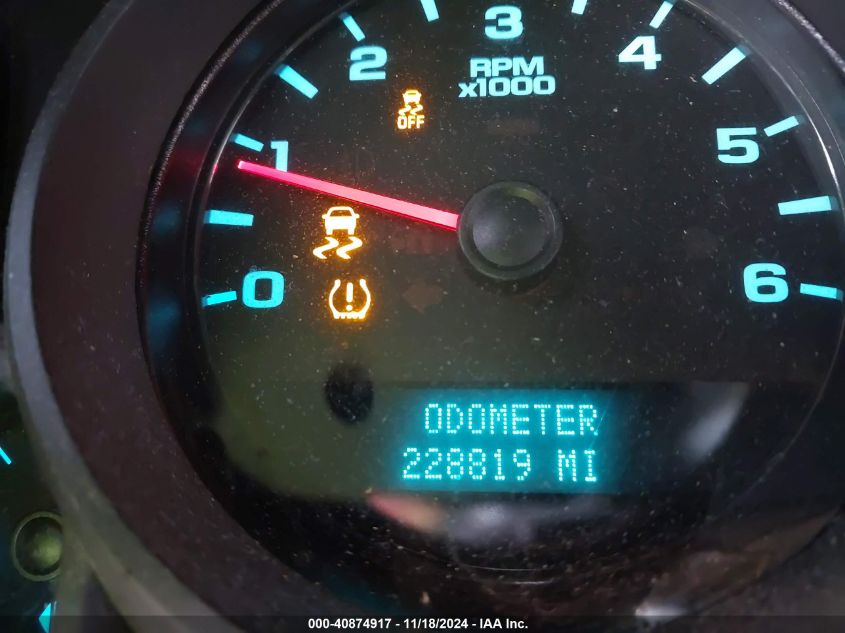 3
2
4
RPM
x1000
OFF
1
5
0
6
ODOMETER
228819 MI
000-40874917 - 11/18/2024 - IAA Inc.